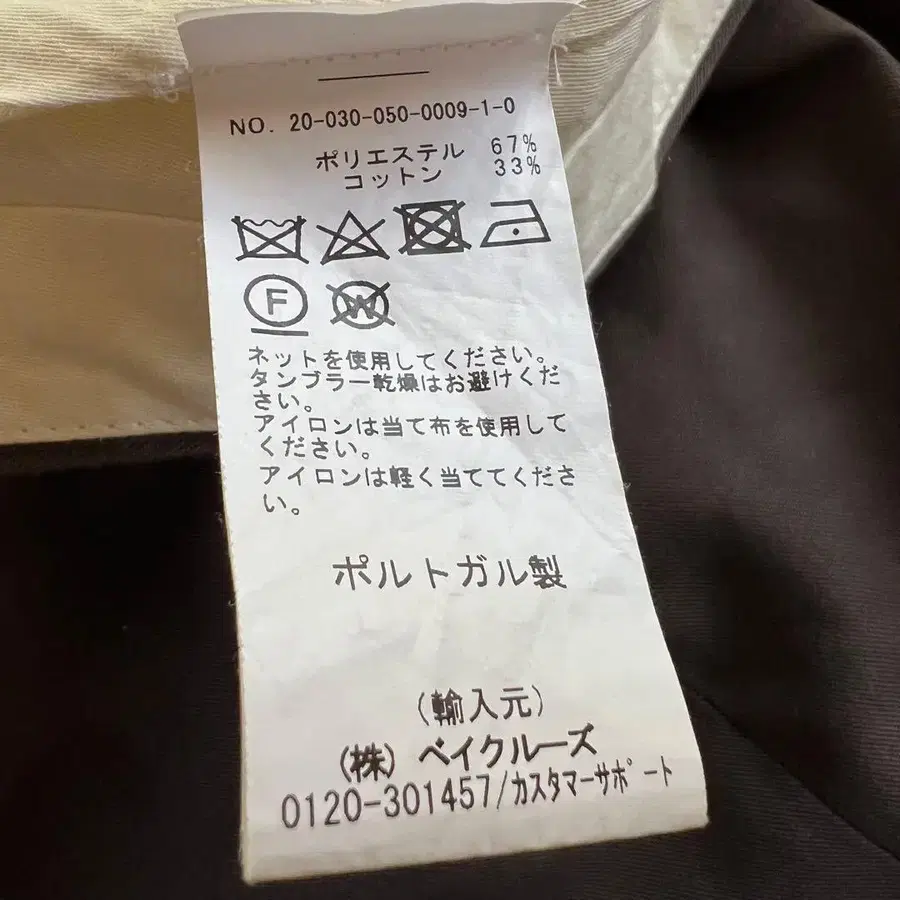 NO. 20-030-050-0009-1-0
ポリエステル 67%
コットン 33%
F
W
ネットを使用してください。
タンブラー乾燥はお避けくだ
さい。
アイロンは当て布を使用して
ください。
アイロンは軽く当ててくださ
い。
ポルトガル製
(輸入元)
(株) ベイクルーズ
0120-301457/カスタマーサポート